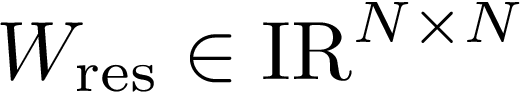 W_res ∈ IR^{N×N}